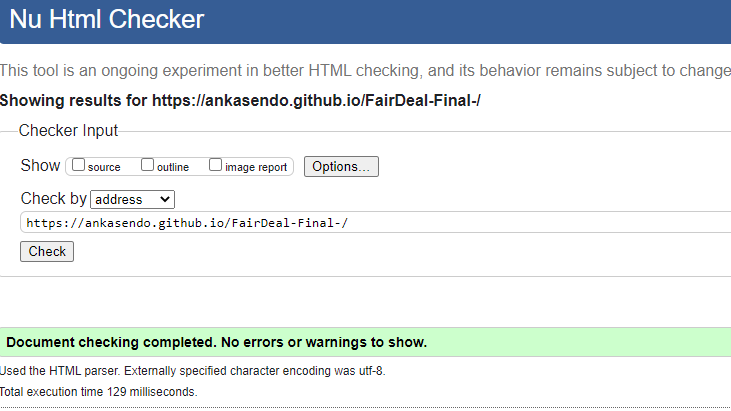 Nu Html Checker
This tool is an ongoing experiment in better HTML checking, and its behavior remains subject to change
Showing results for https://ankasendo.github.io/FairDeal-Final-/
Checker Input
Show source outline image report Options...
Check by address
https://ankasendo.github.io/FairDeal-Final-/
Check
Document checking completed. No errors or warnings to show.
Used the HTML parser. Externally specified character encoding was utf-8.
Total execution time 129 milliseconds.